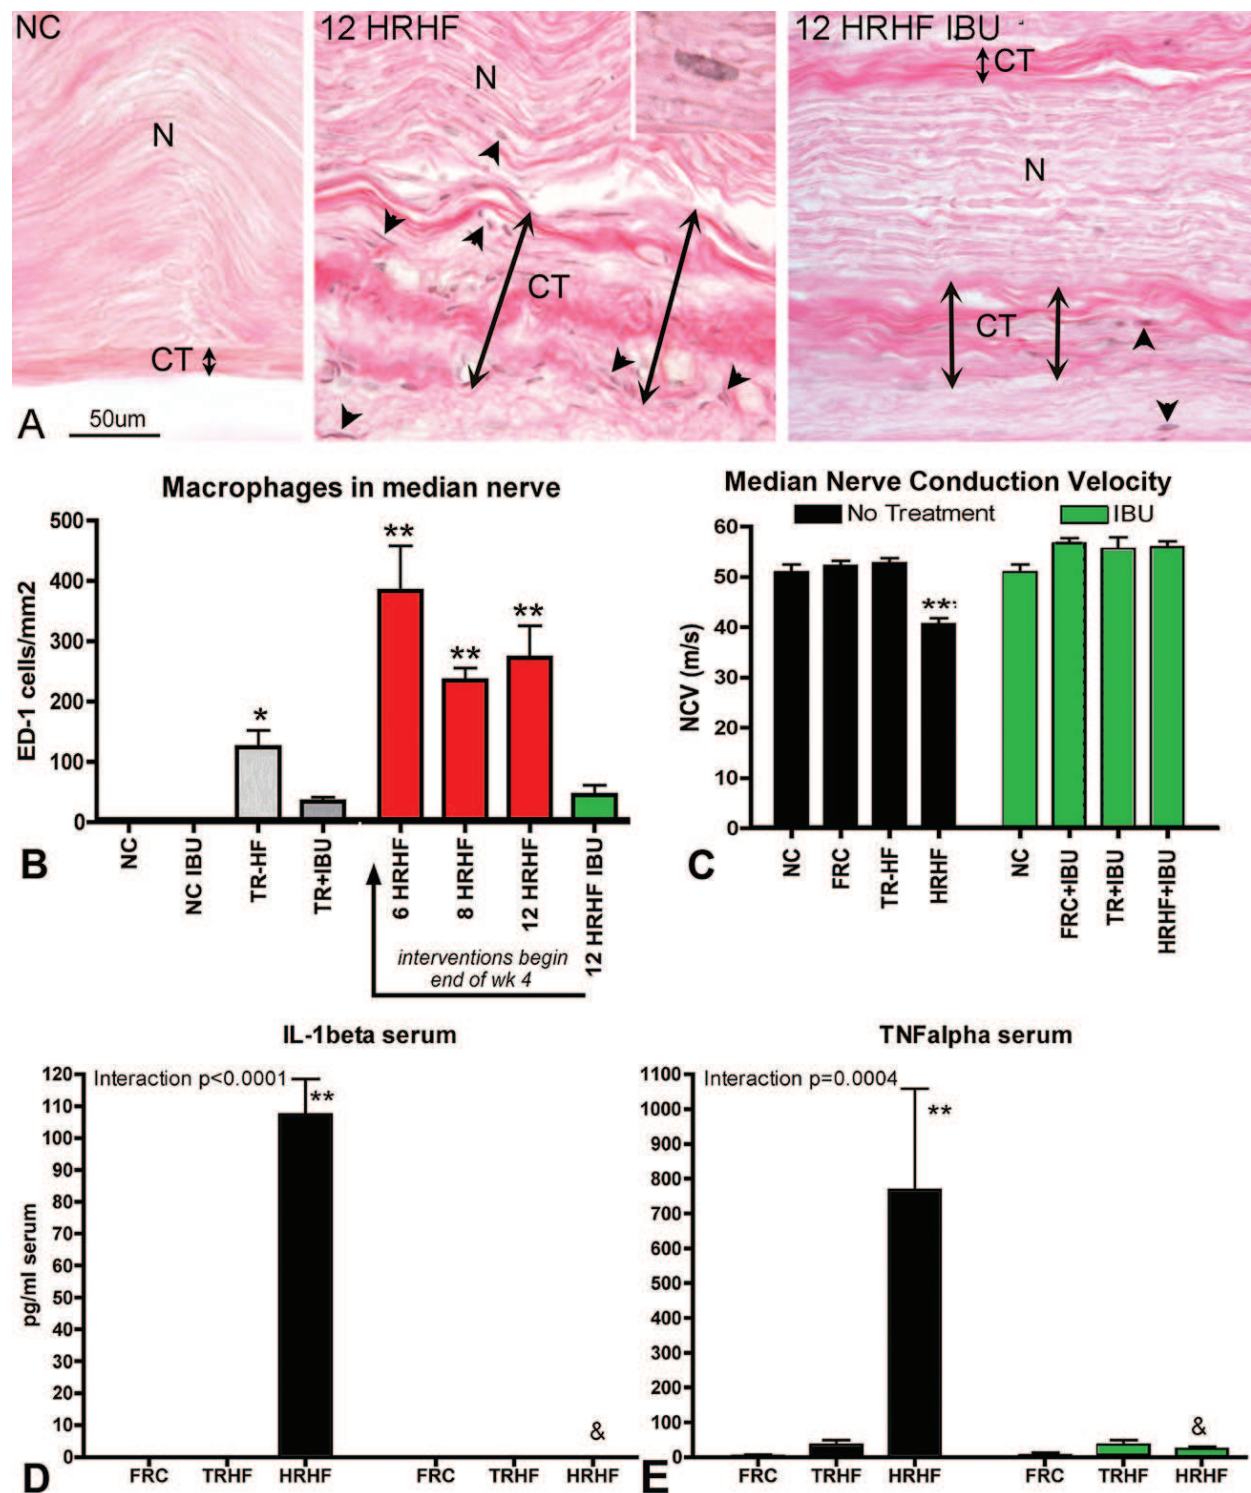 NC
N
CT
A
50um
12 HRHF
N
CT
12 HRHF IBU
CT
N
CT
Macrophages in median nerve
ED-1 cells/mm2
500
400
300
200
100
0
*
**
**
**
NC
NC IBU
TR-HF
TR+IBU
6 HRHF
8 HRHF
12 HRHF
12 HRHF IBU
interventions begin
end of wk 4
B
Median Nerve Conduction Velocity
No Treatment
IBU
NCV (m/s)
60
50
40
30
20
10
0
NC
FRC
TR-HF
HRHF
NC
FRC+IBU
TR+IBU
HRHF+IBU
C
IL-1beta serum
Interaction p<0.0001
**
pg/ml serum
120
110
100
90
80
70
60
50
40
30
20
10
0
&
FRC
TRHF
HRHF
FRC
TRHF
HRHF
D
TNFalpha serum
Interaction p=0.0004
**
1100
1000
900
800
700
600
500
400
300
200
100
0
&
FRC
TRHF
HRHF
FRC
TRHF
HRHF
E